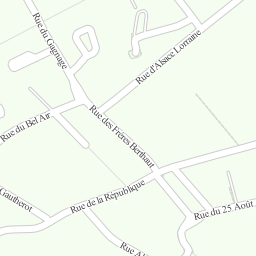 Rue du Gagnage
Rue d'Alsace Lorraine
Rue des Frères Berthaut
Rue du Bel Air
Rue de la République
Gautherot
Rue du 25 Août
Rue A